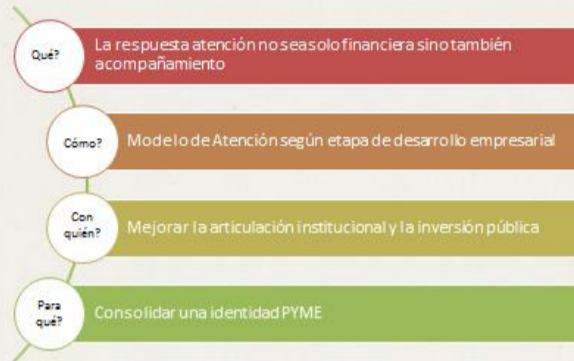 Qué?
La respuesta atención no sea solo financiera sino también
acompañamiento
Cómo?
Modelo de Atención según etapa de desarrollo empresarial
Con
quién?
Mejorar la articulación institucional y la inversión pública
Para
qué?
Consolidar una identidad PYME